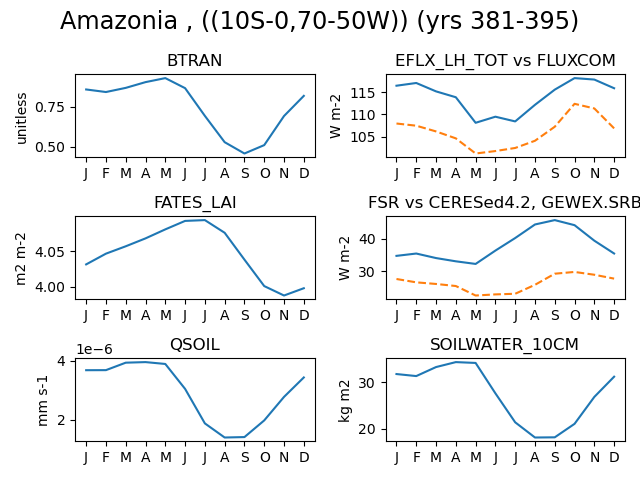 Amazonia , ((10S-0,70-50W)) (yrs 381-395)
BTRAN
unitless
0.75
0.50
J F M A M J J A S O N D
EFLX_LH_TOT vs FLUXCOM
W m-2
115
110
105
J F M A M J J A S O N D
FATES_LAI
m2 m-2
4.05
4.00
J F M A M J J A S O N D
FSR vs CERESed4.2, GEWEX.SRB
W m-2
40
30
J F M A M J J A S O N D
QSOIL
1e−6
mm s-1
4
2
J F M A M J J A S O N D
SOILWATER_10CM
kg m2
30
20
J F M A M J J A S O N D